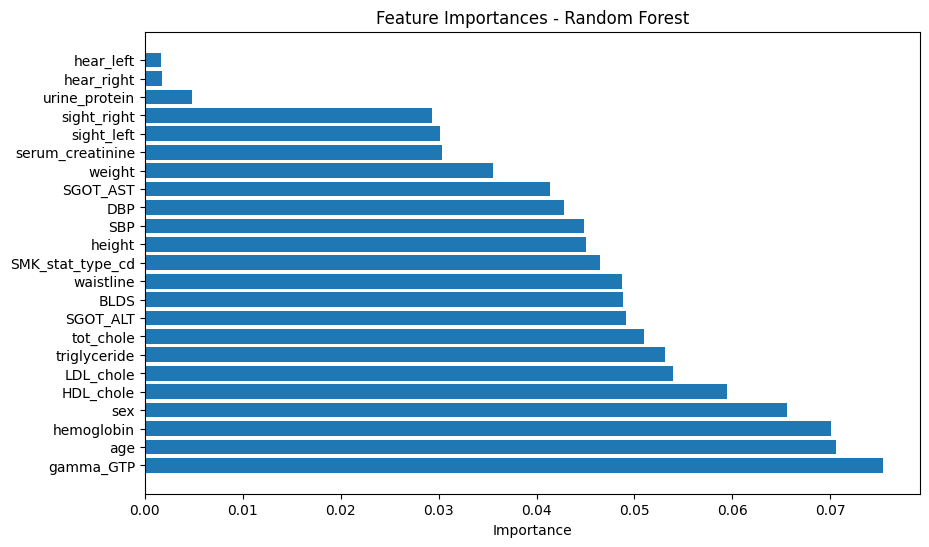 Feature Importances - Random Forest
hear_left
hear_right
urine_protein
sight_right
sight_left
serum_creatinine
weight
SGOT_AST
DBP
SBP
height
SMK_stat_type_cd
waistline
BLDS
SGOT_ALT
tot_chole
triglyceride
LDL_chole
HDL_chole
sex
hemoglobin
age
gamma_GTP
0.00 0.01 0.02 0.03 0.04 0.05 0.06 0.07
Importance